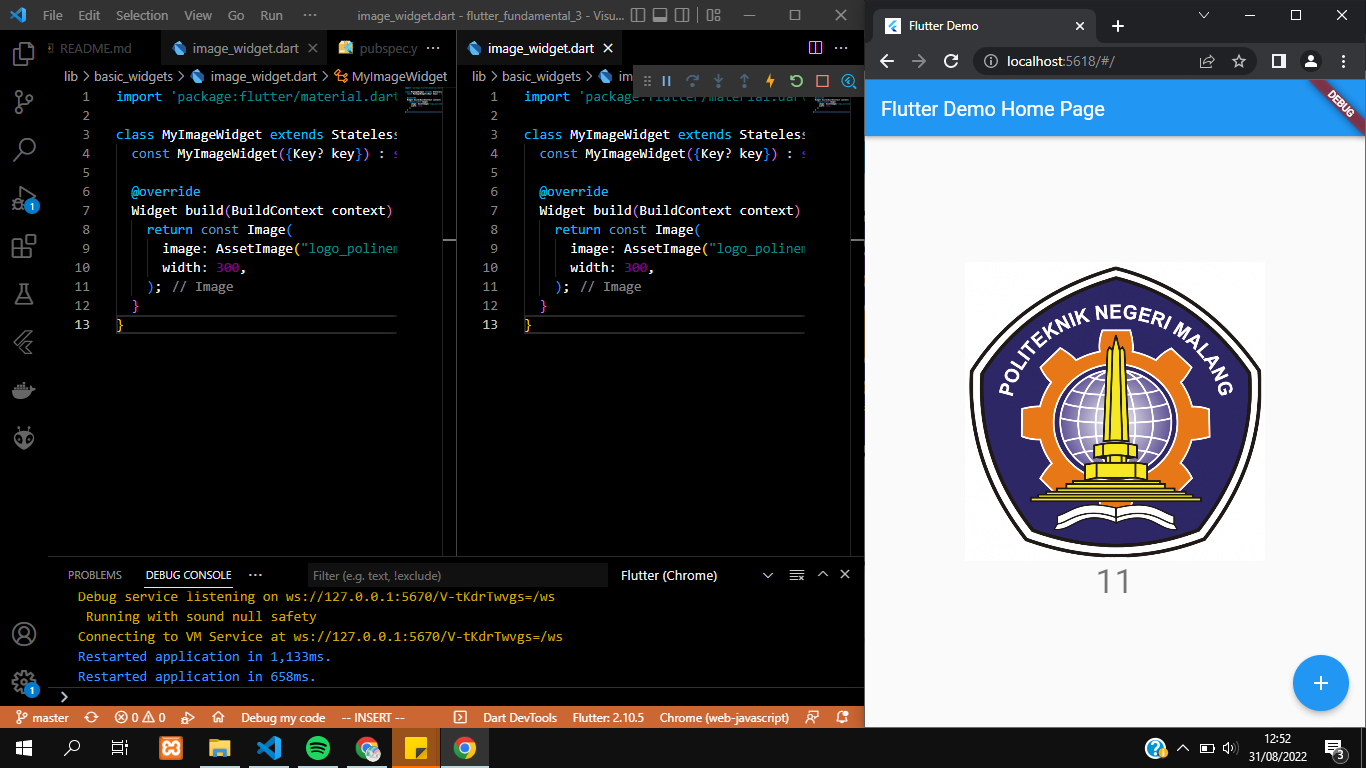 File Edit Selection View Go Run ··· image_widget.dart - flutter_fundamental_3 - Visu...
README.md image_widget.dart pubspec.y ···
lib > basic_widgets > image_widget.dart > MyImageWidget
1 import 'package:flutter/material.dart
2
3 class MyImageWidget extends Stateless
4 const MyImageWidget({Key? key}) : s
5
6 @override
7 Widget build(BuildContext context)
8 return const Image(
9 image: AssetImage("logo_polinem
10 width: 300,
11 ); // Image
12 }
13 }
image_widget.dart ···
lib > basic_widgets > im
1 import 'package:flutter/material.dart
2
3 class MyImageWidget extends Stateless
4 const MyImageWidget({Key? key}) : s
5
6 @override
7 Widget build(BuildContext context)
8 return const Image(
9 image: AssetImage("logo_polinem
10 width: 300,
11 ); // Image
12 }
13 }
1
1
PROBLEMS DEBUG CONSOLE ··· Filter (e.g. text, !exclude) Flutter (Chrome)
Debug service listening on ws://127.0.0.1:5670/V-tKdrTwvgs=/ws
Running with sound null safety
Connecting to VM Service at ws://127.0.0.1:5670/V-tKdrTwvgs=/ws
Restarted application in 1,133ms.
Restarted application in 658ms.
>
master 0 0 Debug my code -- INSERT -- Dart DevTools Flutter: 2.10.5 Chrome (web-javascript)
Flutter Demo
localhost:5618/#/
Flutter Demo Home Page
DEBUG
POLITEKNIK NEGERI MALANG
11
+
12:52
31/08/2022
3